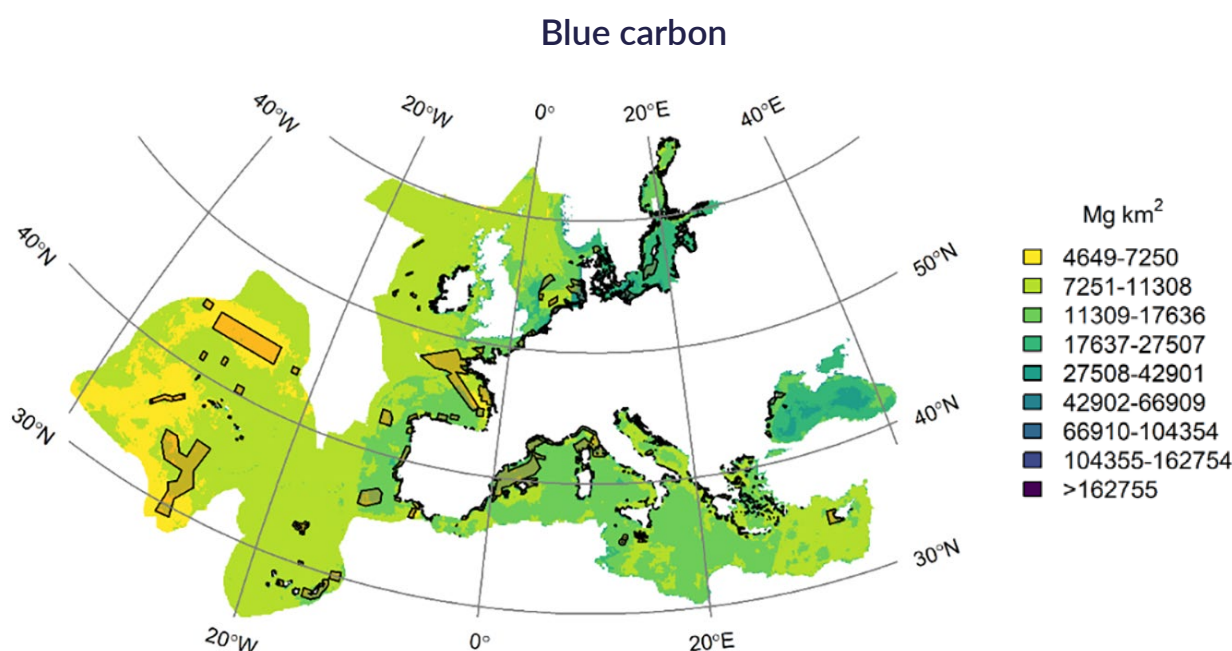 Blue carbon
40°W
20°W
0°
20°E
40°E
40°N
50°N
30°N
40°N
30°N
20°W
0°
20°E
Mg km²
4649-7250
7251-11308
11309-17636
17637-27507
27508-42901
42902-66909
66910-104354
104355-162754
>162755